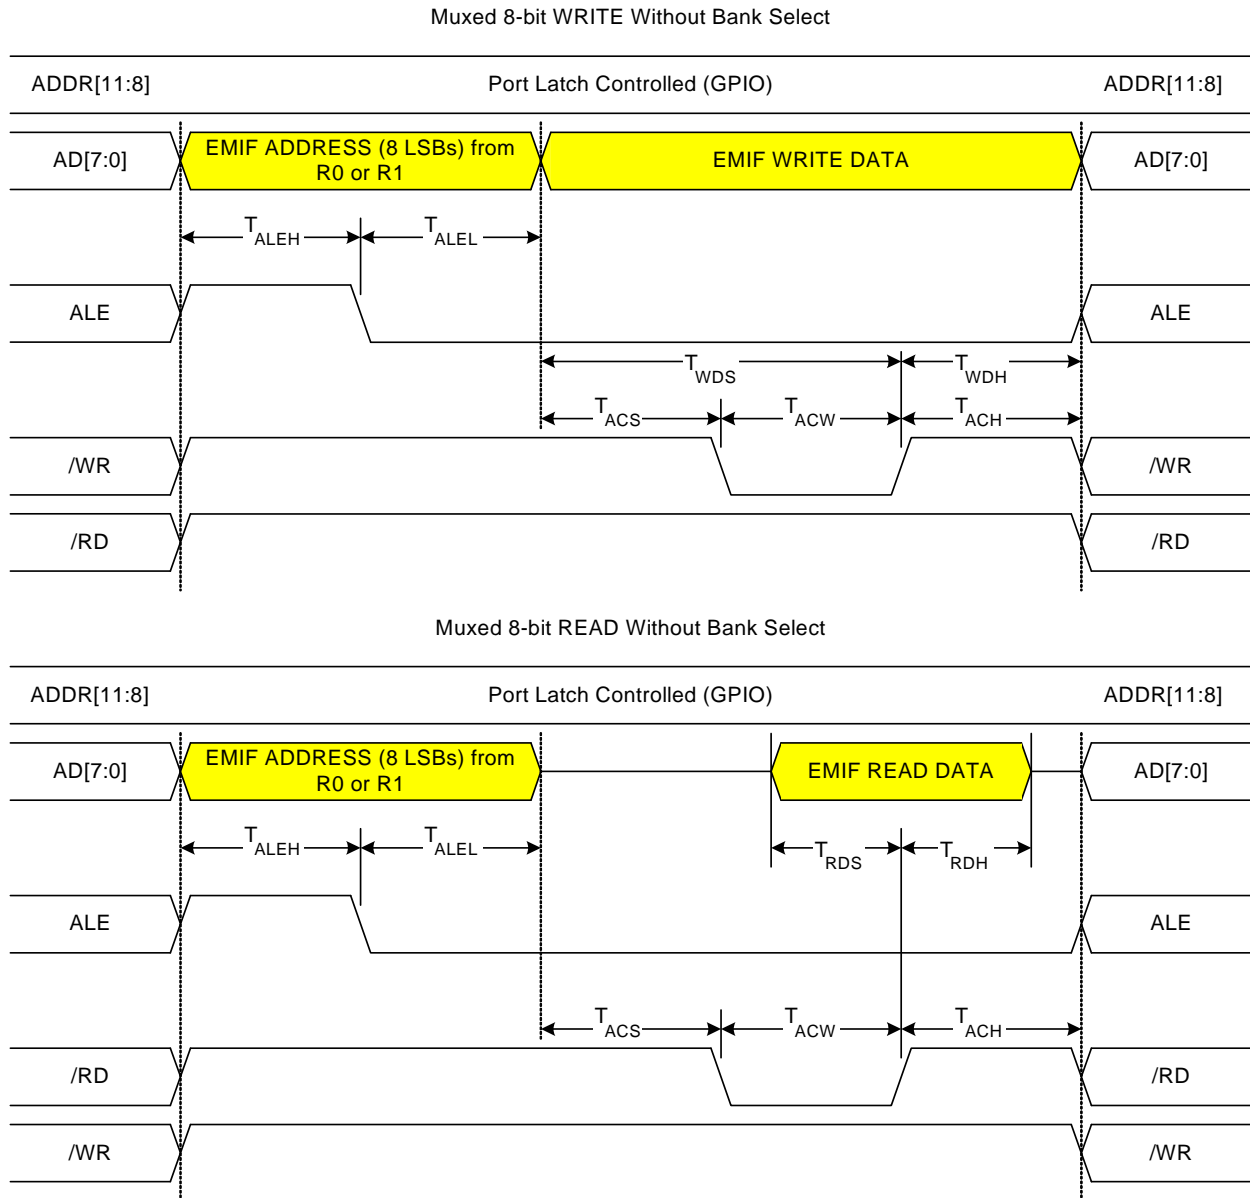 Muxed 8-bit WRITE Without Bank Select
ADDR[11:8] Port Latch Controlled (GPIO) ADDR[11:8]
AD[7:0] EMIF ADDRESS (8 LSBs) from R0 or R1 EMIF WRITE DATA AD[7:0]
TALEH TALEL
ALE ALE
TWDS TWDH
TACS TACW TACH
/WR /WR
/RD /RD
Muxed 8-bit READ Without Bank Select
ADDR[11:8] Port Latch Controlled (GPIO) ADDR[11:8]
AD[7:0] EMIF ADDRESS (8 LSBs) from R0 or R1 EMIF READ DATA AD[7:0]
TALEH TALEL TRDS TRDH
ALE ALE
TACS TACW TACH
/RD /RD
/WR /WR